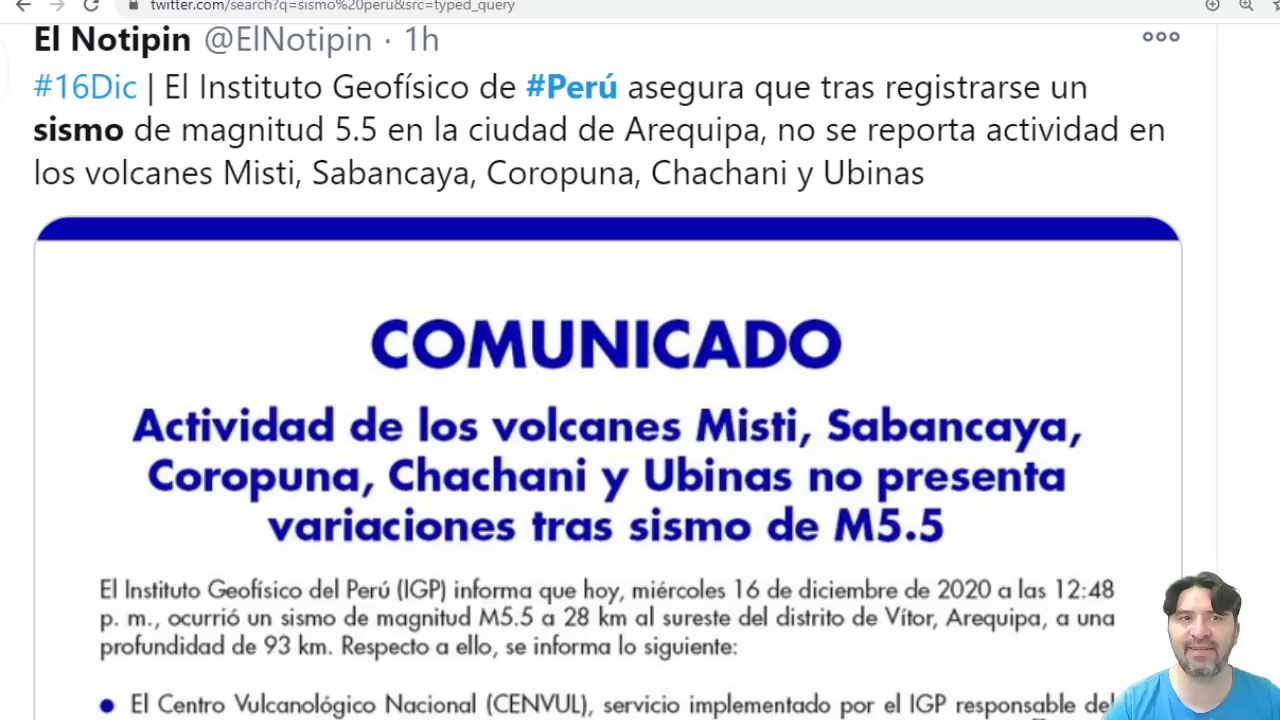 twitter.com/search?q=sismo%20peru&src=typed_query
El Notipin @ElNotipin · 1h
#16Dic | El Instituto Geofísico de #Perú asegura que tras registrarse un
sismo de magnitud 5.5 en la ciudad de Arequipa, no se reporta actividad en
los volcanes Misti, Sabancaya, Coropuna, Chachani y Ubinas
COMUNICADO
Actividad de los volcanes Misti, Sabancaya,
Coropuna, Chachani y Ubinas no presenta
variaciones tras sismo de M5.5
El Instituto Geofísico del Perú (IGP) informa que hoy, miércoles 16 de diciembre de 2020 a las 12:48
p. m., ocurrió un sismo de magnitud M5.5 a 28 km al sureste del distrito de Vítor, Arequipa, a una
profundidad de 93 km. Respecto a ello, se informa lo siguiente:
● El Centro Vulcanológico Nacional (CENVUL), servicio implementado por el IGP responsable del